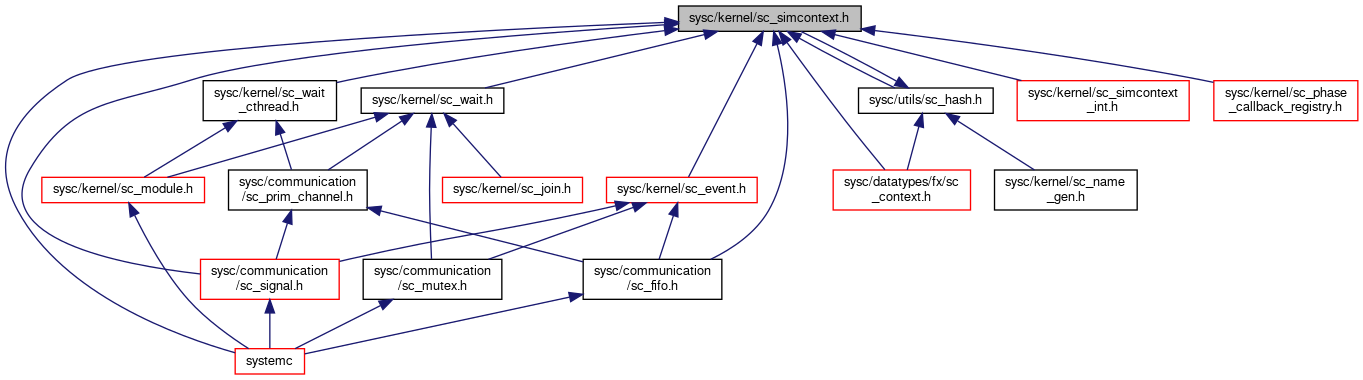 sysc/kernel/sc_simcontext.h
sysc/kernel/sc_wait
_cthread.h
sysc/kernel/sc_wait.h
sysc/utils/sc_hash.h
sysc/kernel/sc_simcontext
_int.h
sysc/kernel/sc_phase
_callback_registry.h
sysc/kernel/sc_module.h
sysc/communication
/sc_prim_channel.h
sysc/kernel/sc_join.h
sysc/kernel/sc_event.h
sysc/datatypes/fx/sc
_context.h
sysc/kernel/sc_name
_gen.h
sysc/communication
/sc_signal.h
sysc/communication
/sc_mutex.h
sysc/communication
/sc_fifo.h
systemc